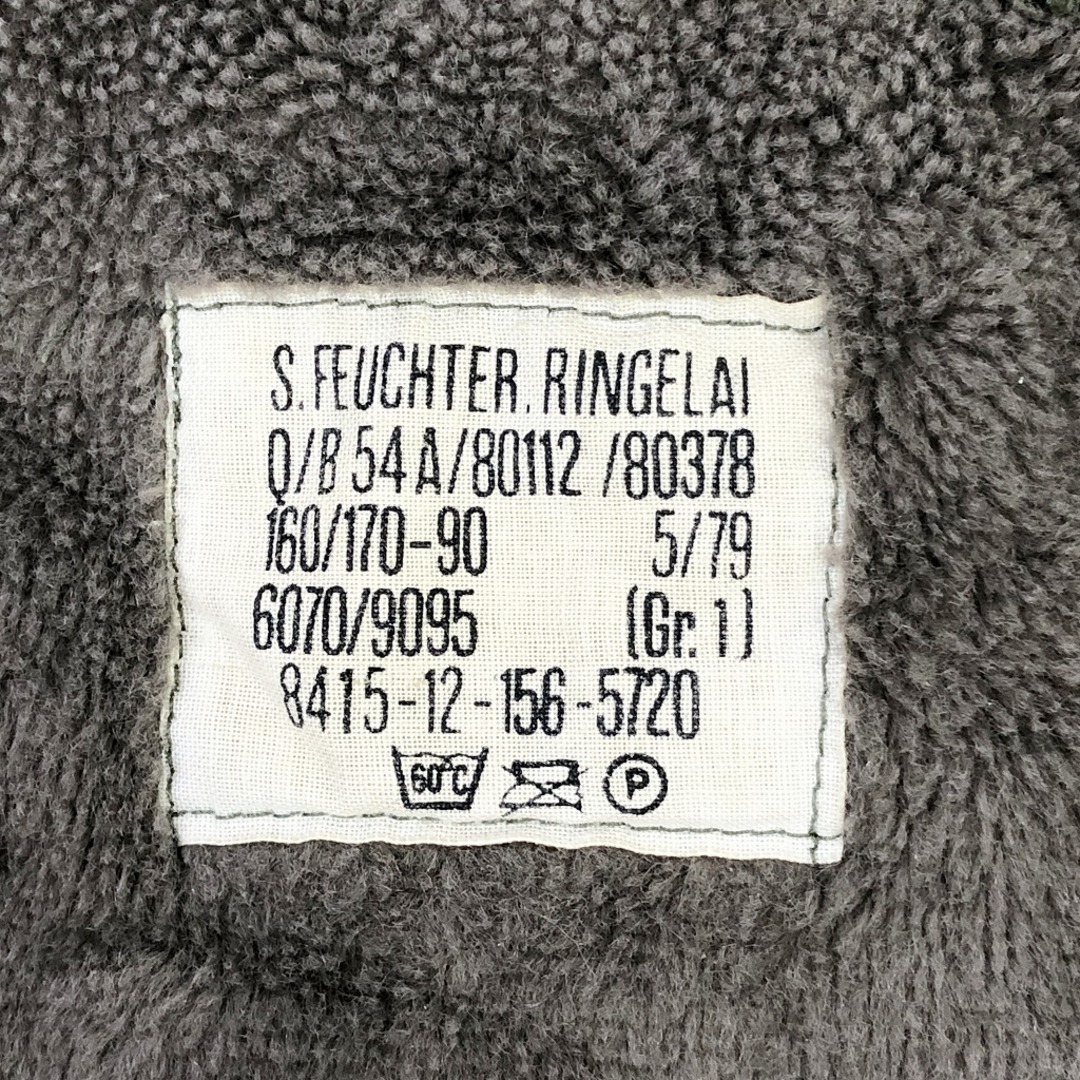 S. FEUCHTER. RINGELAI
Q/B 54 A/80112 /80378
160/170-90 5/79
6070/9095 (Gr. 1)
8415-12-156-5720
60°C P